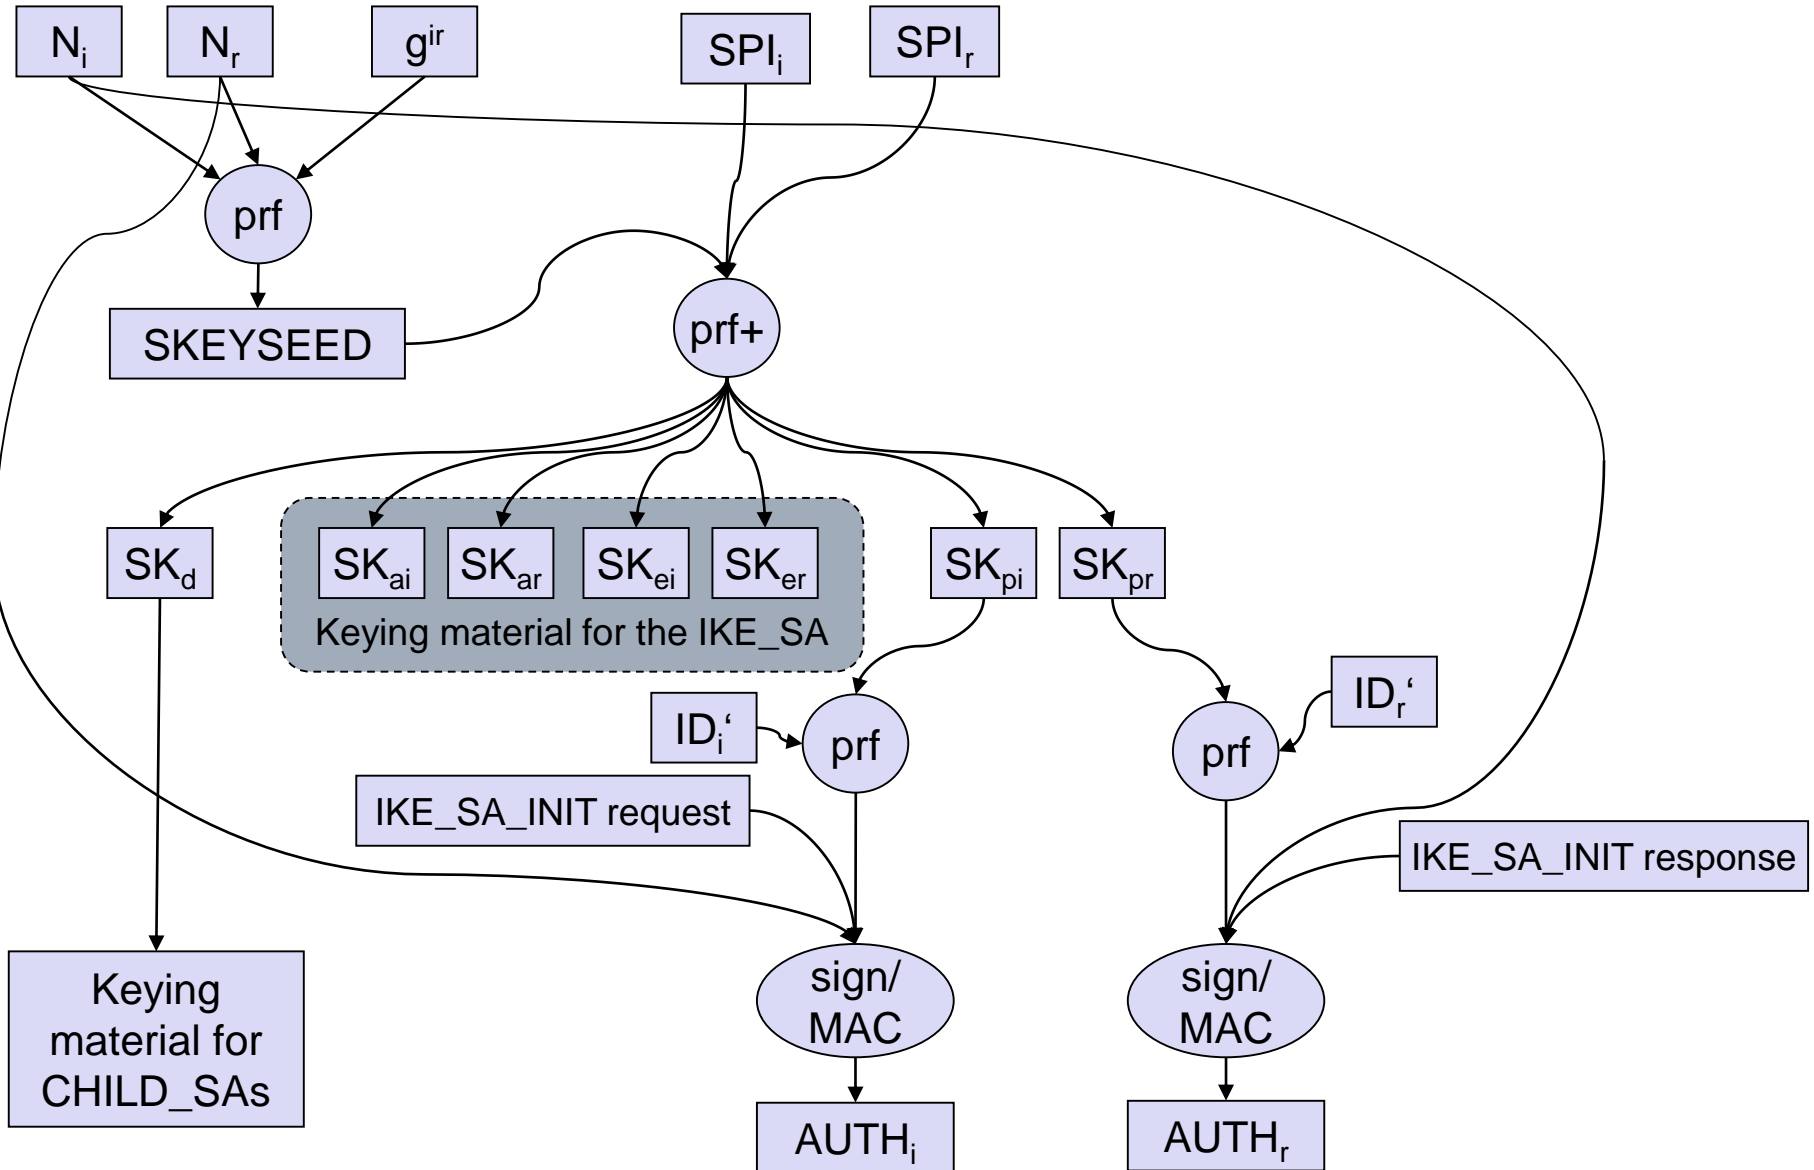 N_i
N_r
g^ir
SPI_i
SPI_r
prf
SKEYSEED
prf+
SK_d
SK_ai
SK_ar
SK_ei
SK_er
SK_pi
SK_pr
Keying material for the IKE_SA
ID_i‘
prf
prf
ID_r‘
IKE_SA_INIT request
IKE_SA_INIT response
Keying
material for
CHILD_SAs
sign/
MAC
sign/
MAC
AUTH_i
AUTH_r